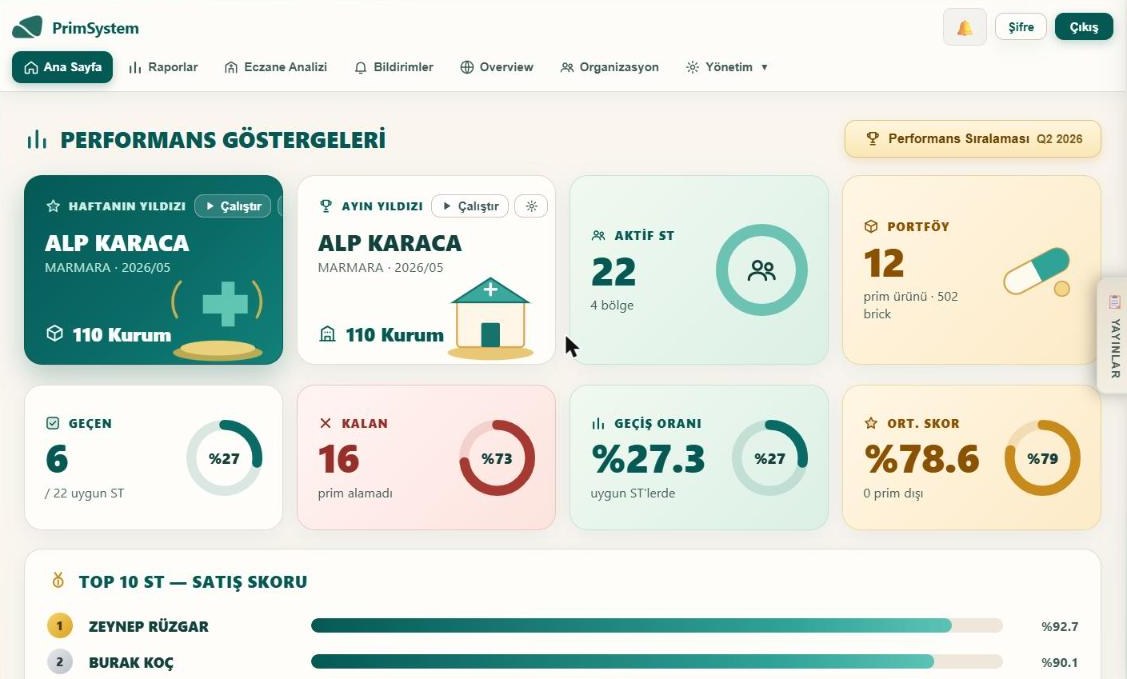 PrimSystem
Şifre
Çıkış
Ana Sayfa
Raporlar
Eczane Analizi
Bildirimler
Overview
Organizasyon
Yönetim ▼
PERFORMANS GÖSTERGELERİ
Performans Sıralaması Q2 2026
HAFTANIN YILDIZI
Çalıştır
ALP KARACA
MARMARA · 2026/05
110 Kurum
AYIN YILDIZI
Çalıştır
ALP KARACA
MARMARA · 2026/05
110 Kurum
AKTİF ST
22
4 bölge
PORTFÖY
12
prim ürünü · 502
brick
YAYINLAR
GEÇEN
6
/ 22 uygun ST
%27
KALAN
16
prim alamadı
%73
GEÇİŞ ORANI
%27.3
uygun ST'lerde
%27
ORT. SKOR
%78.6
0 prim dışı
%79
TOP 10 ST — SATIŞ SKORU
1 ZEYNEP RÜZGAR %92.7
2 BURAK KOÇ %90.1